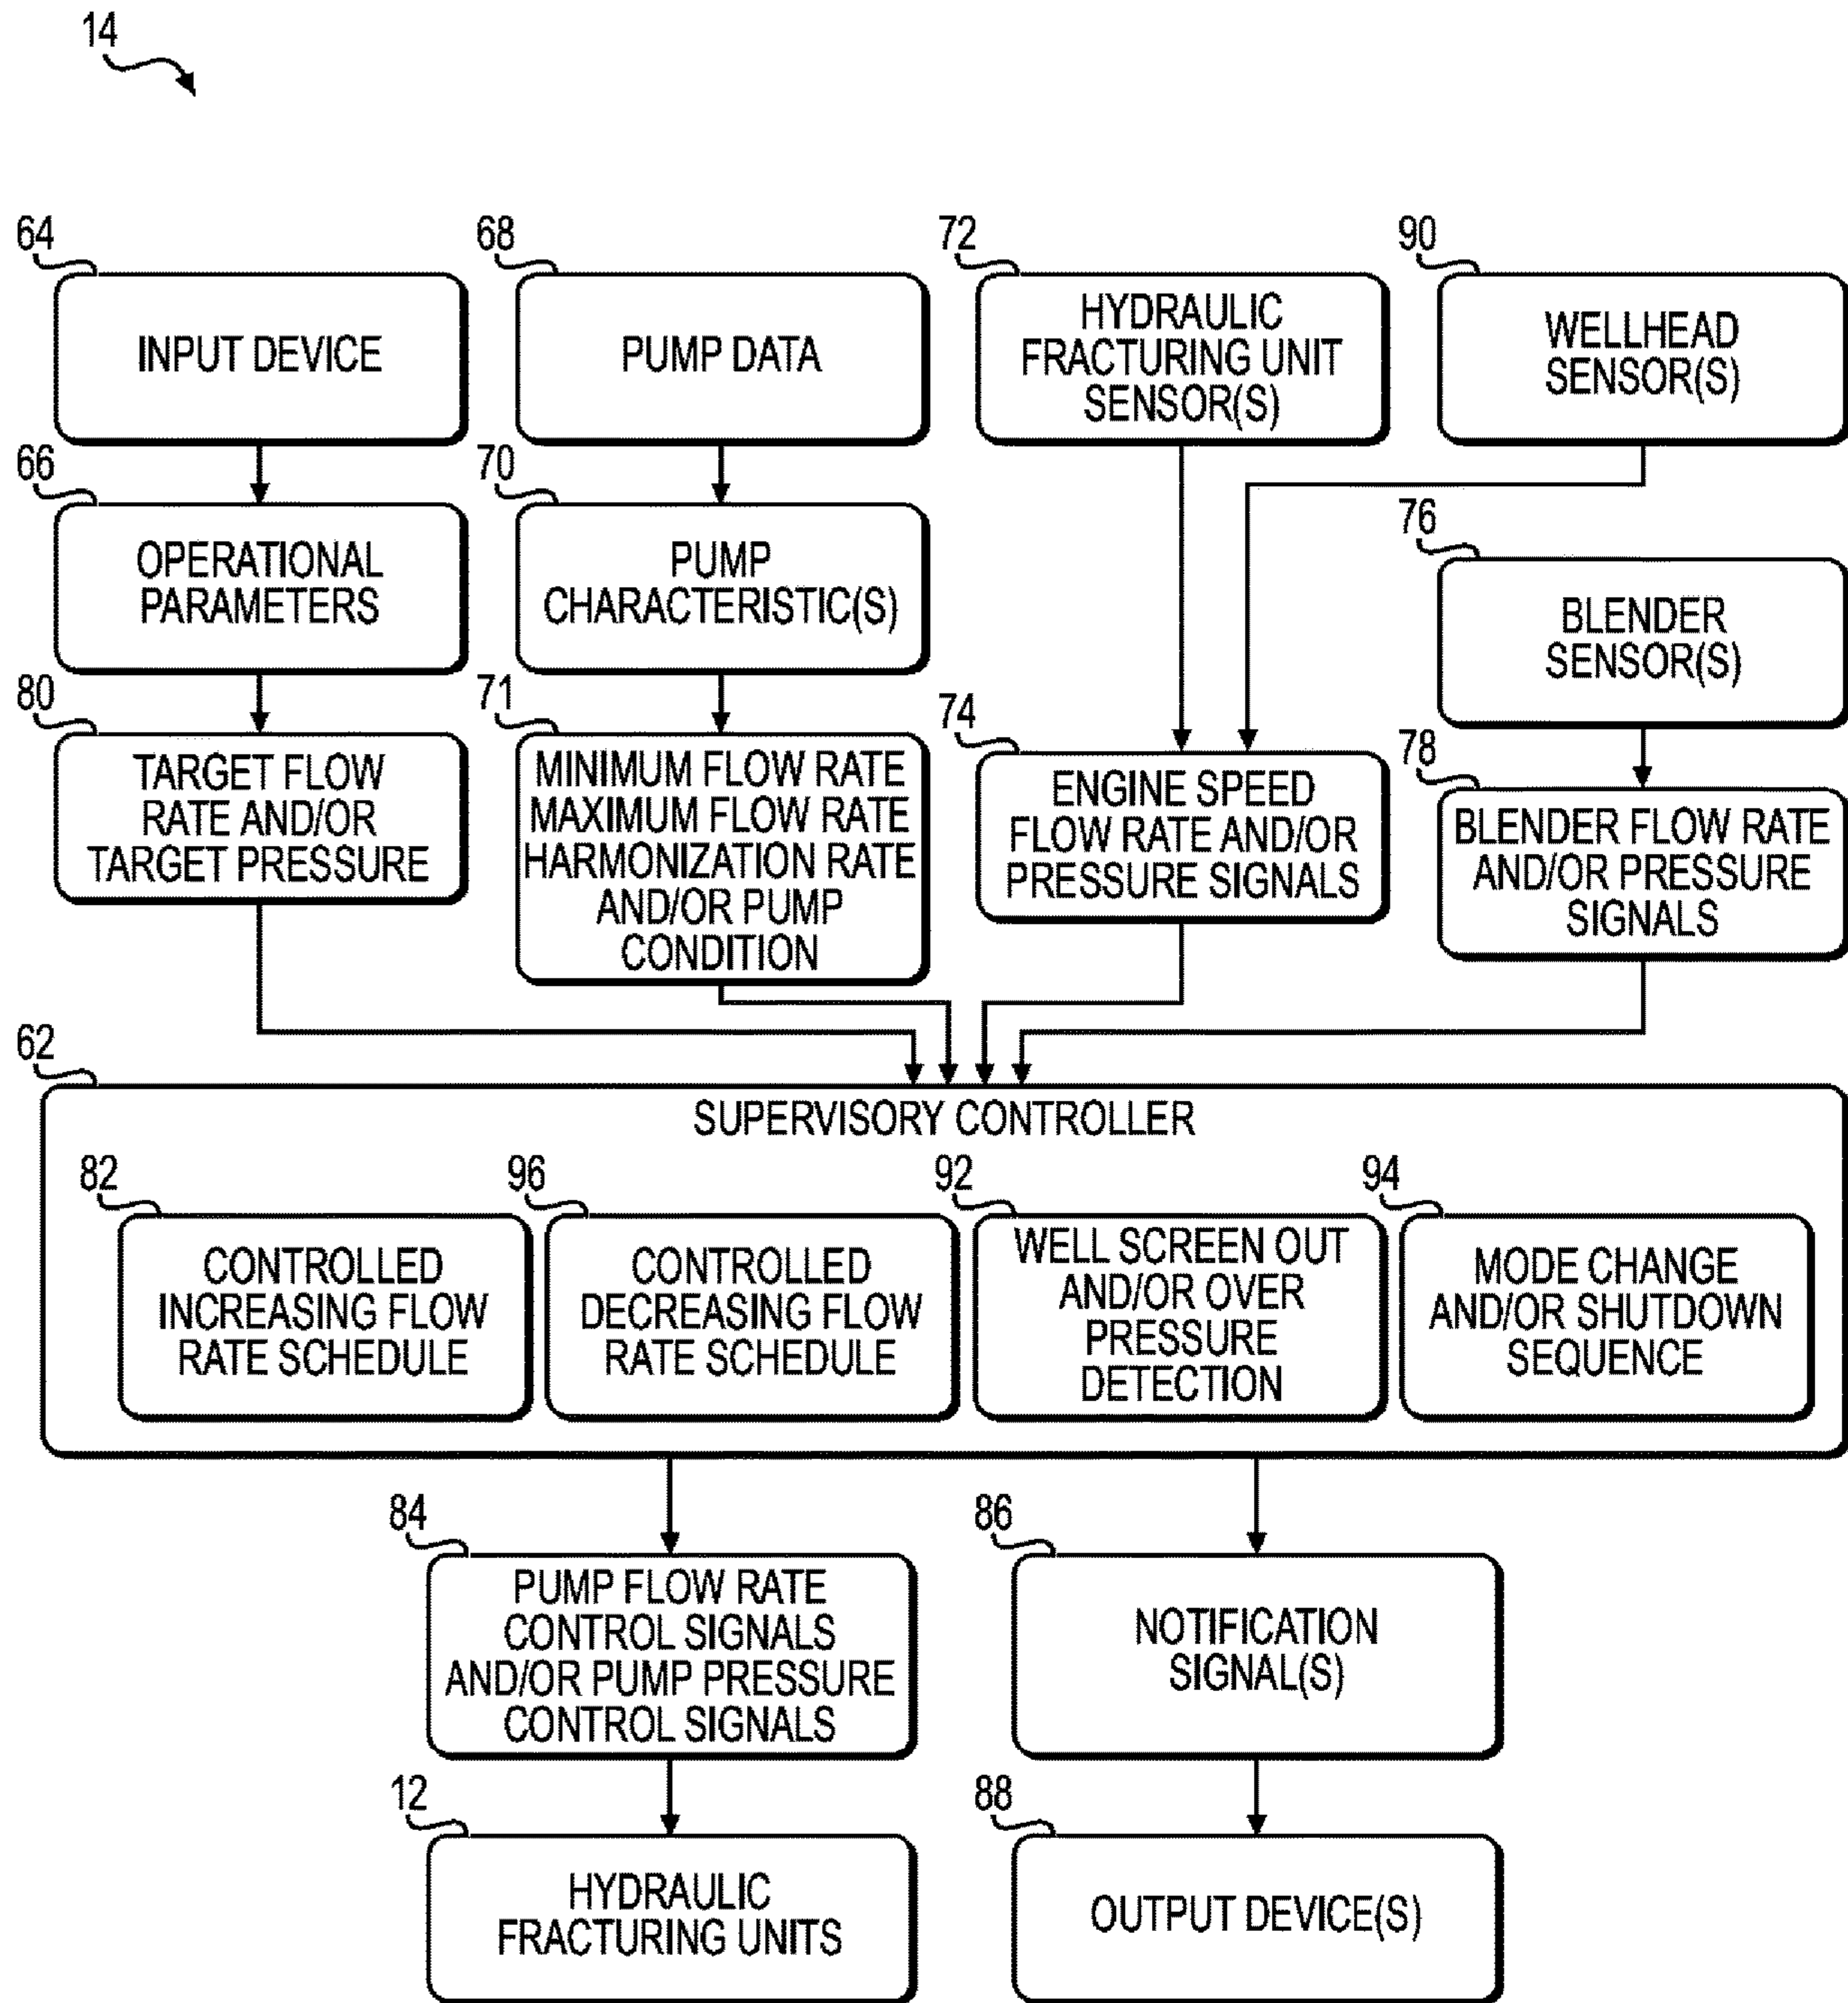 14
64
INPUT DEVICE
68
PUMP DATA
72
HYDRAULIC
FRACTURING UNIT
SENSOR(S)
90
WELLHEAD
SENSOR(S)
66
OPERATIONAL
PARAMETERS
70
PUMP
CHARACTERISTIC(S)
76
BLENDER
SENSOR(S)
80
TARGET FLOW
RATE AND/OR
TARGET PRESSURE
71
MINIMUM FLOW RATE
MAXIMUM FLOW RATE
HARMONIZATION RATE
AND/OR PUMP
CONDITION
74
ENGINE SPEED
FLOW RATE AND/OR
PRESSURE SIGNALS
78
BLENDER FLOW RATE
AND/OR PRESSURE
SIGNALS
62
SUPERVISORY CONTROLLER
82
CONTROLLED
INCREASING FLOW
RATE SCHEDULE
96
CONTROLLED
DECREASING FLOW
RATE SCHEDULE
92
WELL SCREEN OUT
AND/OR OVER
PRESSURE
DETECTION
94
MODE CHANGE
AND/OR SHUTDOWN
SEQUENCE
84
PUMP FLOW RATE
CONTROL SIGNALS
AND/OR PUMP PRESSURE
CONTROL SIGNALS
86
NOTIFICATION
SIGNAL(S)
12
HYDRAULIC
FRACTURING UNITS
88
OUTPUT DEVICE(S)